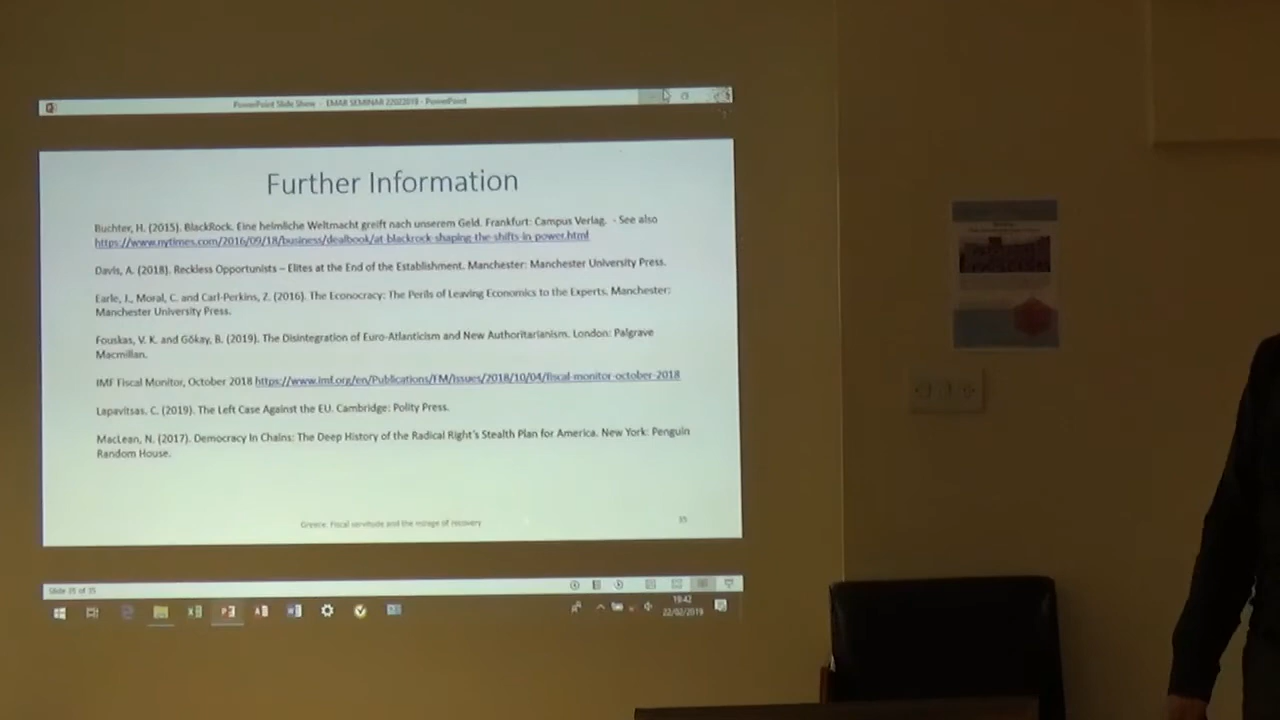 PowerPoint Slide Show - EMAR SEMINAR 22022019 - PowerPoint
Further Information
Buchter, H. (2015). BlackRock. Eine heimliche Weltmacht greift nach unserem Geld. Frankfurt: Campus Verlag. - See also
https://www.nytimes.com/2016/09/18/business/dealbook/at-blackrock-shaping-the-shifts-in-power.html
Davis, A. (2018). Reckless Opportunists – Elites at the End of the Establishment. Manchester: Manchester University Press.
Earle, J., Moral, C. and Carl-Perkins, Z. (2016). The Econocracy: The Perils of Leaving Economics to the Experts. Manchester:
Manchester University Press.
Fouskas, V. K. and Gökay, B. (2019). The Disintegration of Euro-Atlanticism and New Authoritarianism. London: Palgrave
Macmillan.
IMF Fiscal Monitor, October 2018 https://www.imf.org/en/Publications/FM/Issues/2018/10/04/fiscal-monitor-october-2018
Lapavitsas, C. (2019). The Left Case Against the EU. Cambridge: Polity Press.
MacLean, N. (2017). Democracy in Chains: The Deep History of the Radical Right's Stealth Plan for America. New York: Penguin
Random House.
Greece: Fiscal servitude and the mirage of recovery
35
Slide 35 of 35
19:42
22/02/2019